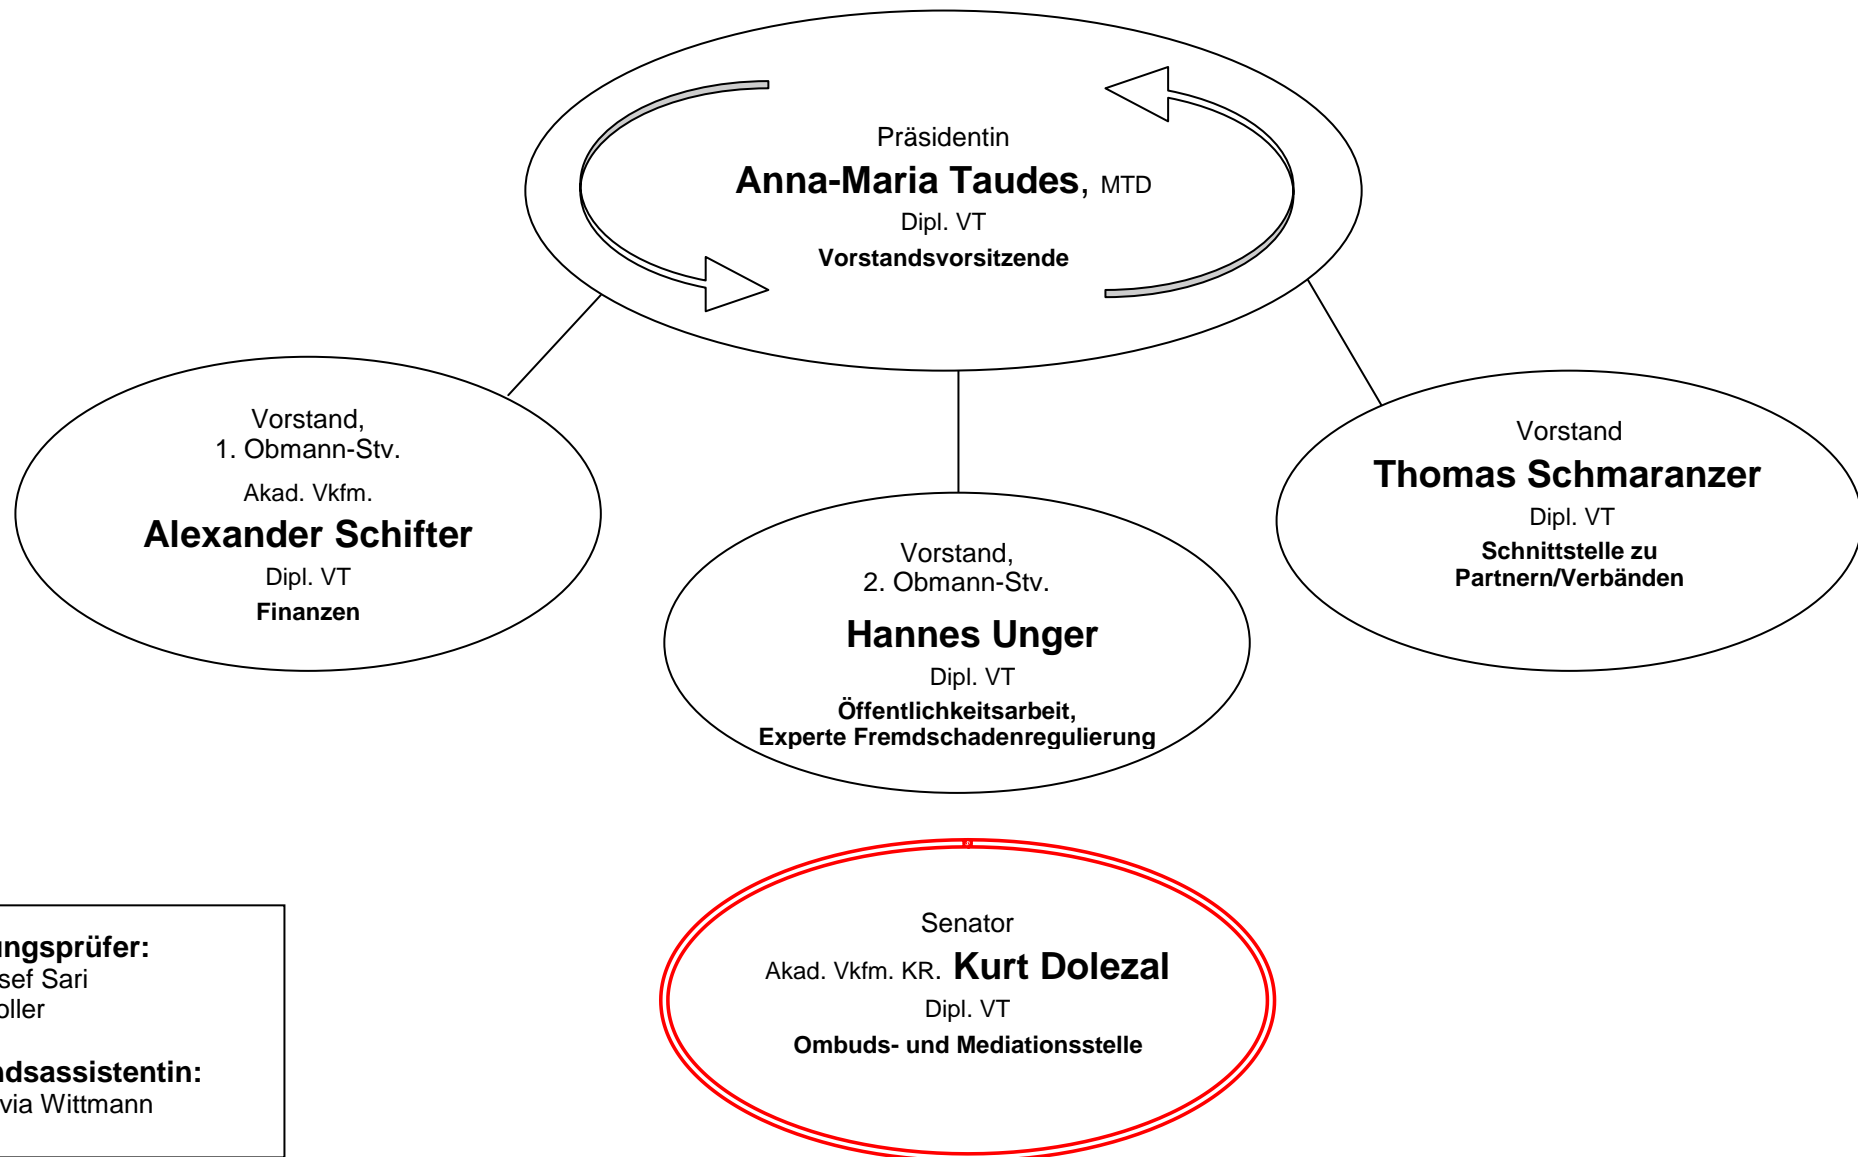 Präsidentin
Anna-Maria Taudes, MTD
Dipl. VT
Vorstandsvorsitzende
Vorstand,
1. Obmann-Stv.
Akad. Vkfm.
Alexander Schifter
Dipl. VT
Finanzen
Vorstand,
2. Obmann-Stv.
Hannes Unger
Dipl. VT
Öffentlichkeitsarbeit,
Experte Fremdschadenregulierung
Vorstand
Thomas Schmaranzer
Dipl. VT
Schnittstelle zu
Partnern/Verbänden
Senator
Akad. Vkfm. KR. Kurt Dolezal
Dipl. VT
Ombuds- und Mediationsstelle
ungsprüfer:
sef Sari
oller
ndsassistentin:
via Wittmann